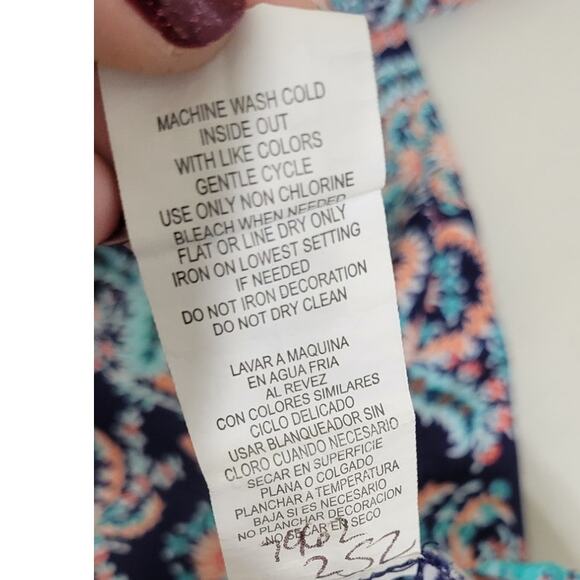 MACHINE WASH COLD
INSIDE OUT
WITH LIKE COLORS
GENTLE CYCLE
USE ONLY NON CHLORINE
BLEACH WHEN NEEDED
FLAT OR LINE DRY ONLY
IRON ON LOWEST SETTING
IF NEEDED
DO NOT IRON DECORATION
DO NOT DRY CLEAN
LAVAR A MAQUINA
EN AGUA FRIA
AL REVEZ
CON COLORES SIMILARES
CICLO DELICADO
USAR BLANQUEADOR SIN
CLORO CUANDO NECESARIO
SECAR EN SUPERFICIE
PLANA O COLGADO
PLANCHAR A TEMPERATURA
BAJA SI ES NECESARIO
NO PLANCHAR DECORACION
NO SECAR EN SECO
252